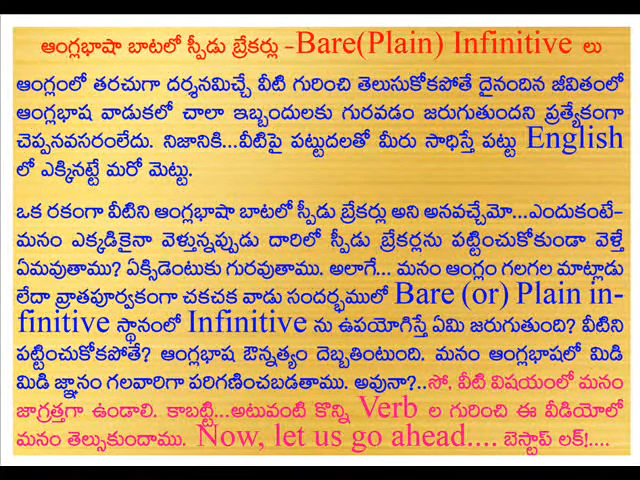 ఆంగ్లభాషా బాటలో స్పీడు బ్రేకర్లు -Bare(Plain) Infinitive లు
ఆంగ్లంలో తరచుగా దర్శనమిచ్చే వీటి గురించి తెలుసుకోకపోతే దైనందిన జీవితంలో
ఆంగ్లభాష వాడుకలో చాలా ఇబ్బందులకు గురవడం జరుగుతుందని ప్రత్యేకంగా
చెప్పనవసరంలేదు. నిజానికి...వీటిపై పట్టుదలతో మీరు సాధిస్తే పట్టు English
లో ఎక్కినట్టే మరో మెట్టు.
ఒక రకంగా వీటిని ఆంగ్లభాషా బాటలో స్పీడు బ్రేకర్లు అని అనవచ్చేమో...ఎందుకంటే-
మనం ఎక్కడికైనా వెళ్తున్నప్పుడు దారిలో స్పీడు బ్రేకర్లను పట్టించుకోకుండా వెళ్తే
ఏమవుతాము? ఏక్సిడెంటుకు గురవుతాము. అలాగే... మనం ఆంగ్లం గలగల మాట్లాడు
లేదా వ్రాతపూర్వకంగా చకచక వాడు సందర్భములో Bare (or) Plain in-
finitive స్థానంలో Infinitive ను ఉపయోగిస్తే ఏమి జరుగుతుంది? వీటిని
పట్టించుకోకపోతే? ఆంగ్లభాష ఔన్నత్యం దెబ్బతింటుంది. మనం ఆంగ్లభాషలో మిడి
మిడి జ్ఞానం గలవారిగా పరిగణించబడతాము. అవునా?..సో, వీటి విషయంలో మనం
జాగ్రత్తగా ఉండాలి. కాబట్టి...అటువంటి కొన్ని Verb ల గురించి ఈ వీడియోలో
మనం తెల్సుకుందాము. Now, let us go ahead.... బెస్టాప్ లక్!....